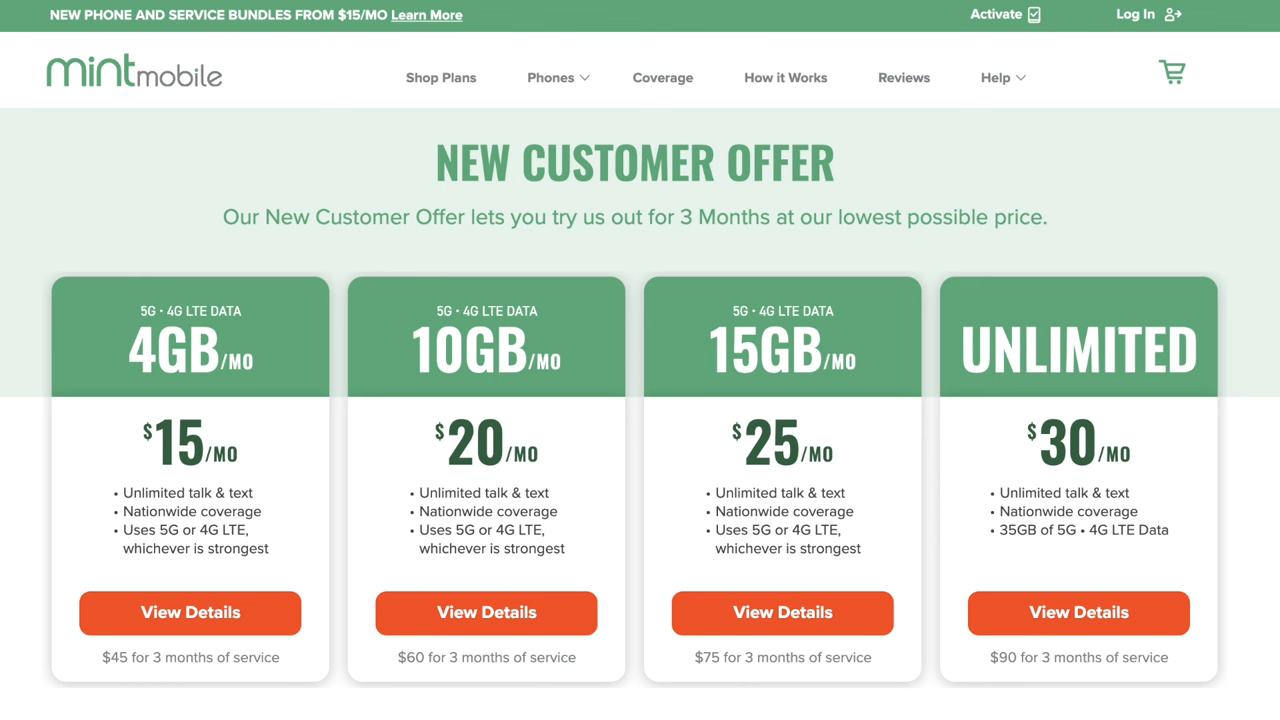 NEW PHONE AND SERVICE BUNDLES FROM $15/MO Learn More
Activate
Log In
mintmobile
Shop Plans
Phones
Coverage
How it Works
Reviews
Help
NEW CUSTOMER OFFER
Our New Customer Offer lets you try us out for 3 Months at our lowest possible price.
5G • 4G LTE DATA
4GB/MO
$15/MO
• Unlimited talk & text
• Nationwide coverage
• Uses 5G or 4G LTE,
whichever is strongest
View Details
$45 for 3 months of service
5G • 4G LTE DATA
10GB/MO
$20/MO
• Unlimited talk & text
• Nationwide coverage
• Uses 5G or 4G LTE,
whichever is strongest
View Details
$60 for 3 months of service
5G • 4G LTE DATA
15GB/MO
$25/MO
• Unlimited talk & text
• Nationwide coverage
• Uses 5G or 4G LTE,
whichever is strongest
View Details
$75 for 3 months of service
UNLIMITED
$30/MO
• Unlimited talk & text
• Nationwide coverage
• 35GB of 5G • 4G LTE Data
View Details
$90 for 3 months of service